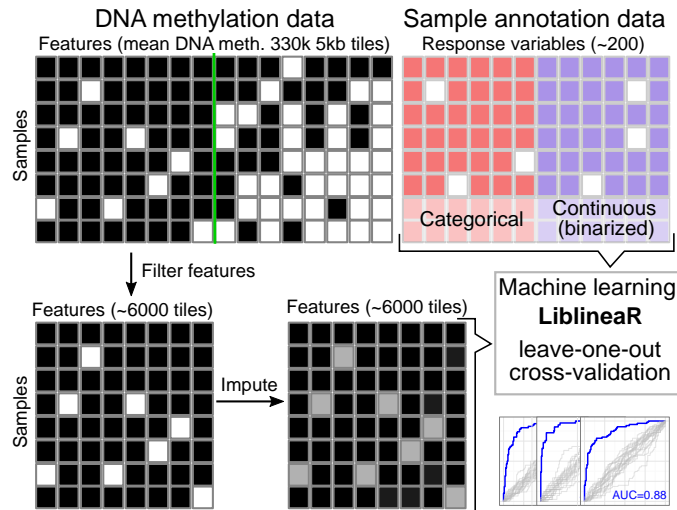 DNA methylation data
Features (mean DNA meth. 330k 5kb tiles)
Samples
Sample annotation data
Response variables (~200)
Categorical
Continuous
(binarized)
Filter features
Features (~6000 tiles)
Samples
Impute
Features (~6000 tiles)
Machine learning
LiblineaR
leave-one-out
cross-validation
AUC=0.88